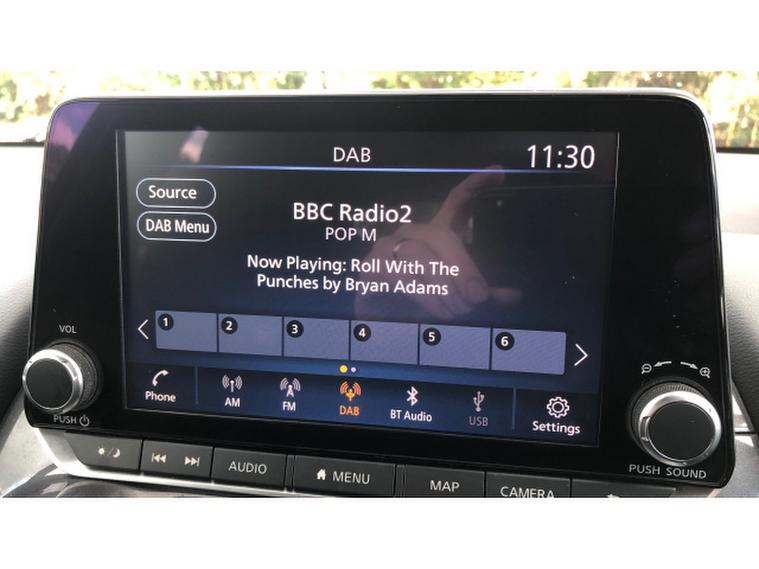 DAB 11:30
Source
DAB Menu
BBC Radio2
POP M
Now Playing: Roll With The
Punches by Bryan Adams
1 2 3 4 5 6
Phone AM FM DAB BT Audio USB Settings
VOL
PUSH
PUSH SOUND
AUDIO MENU MAP CAMERA